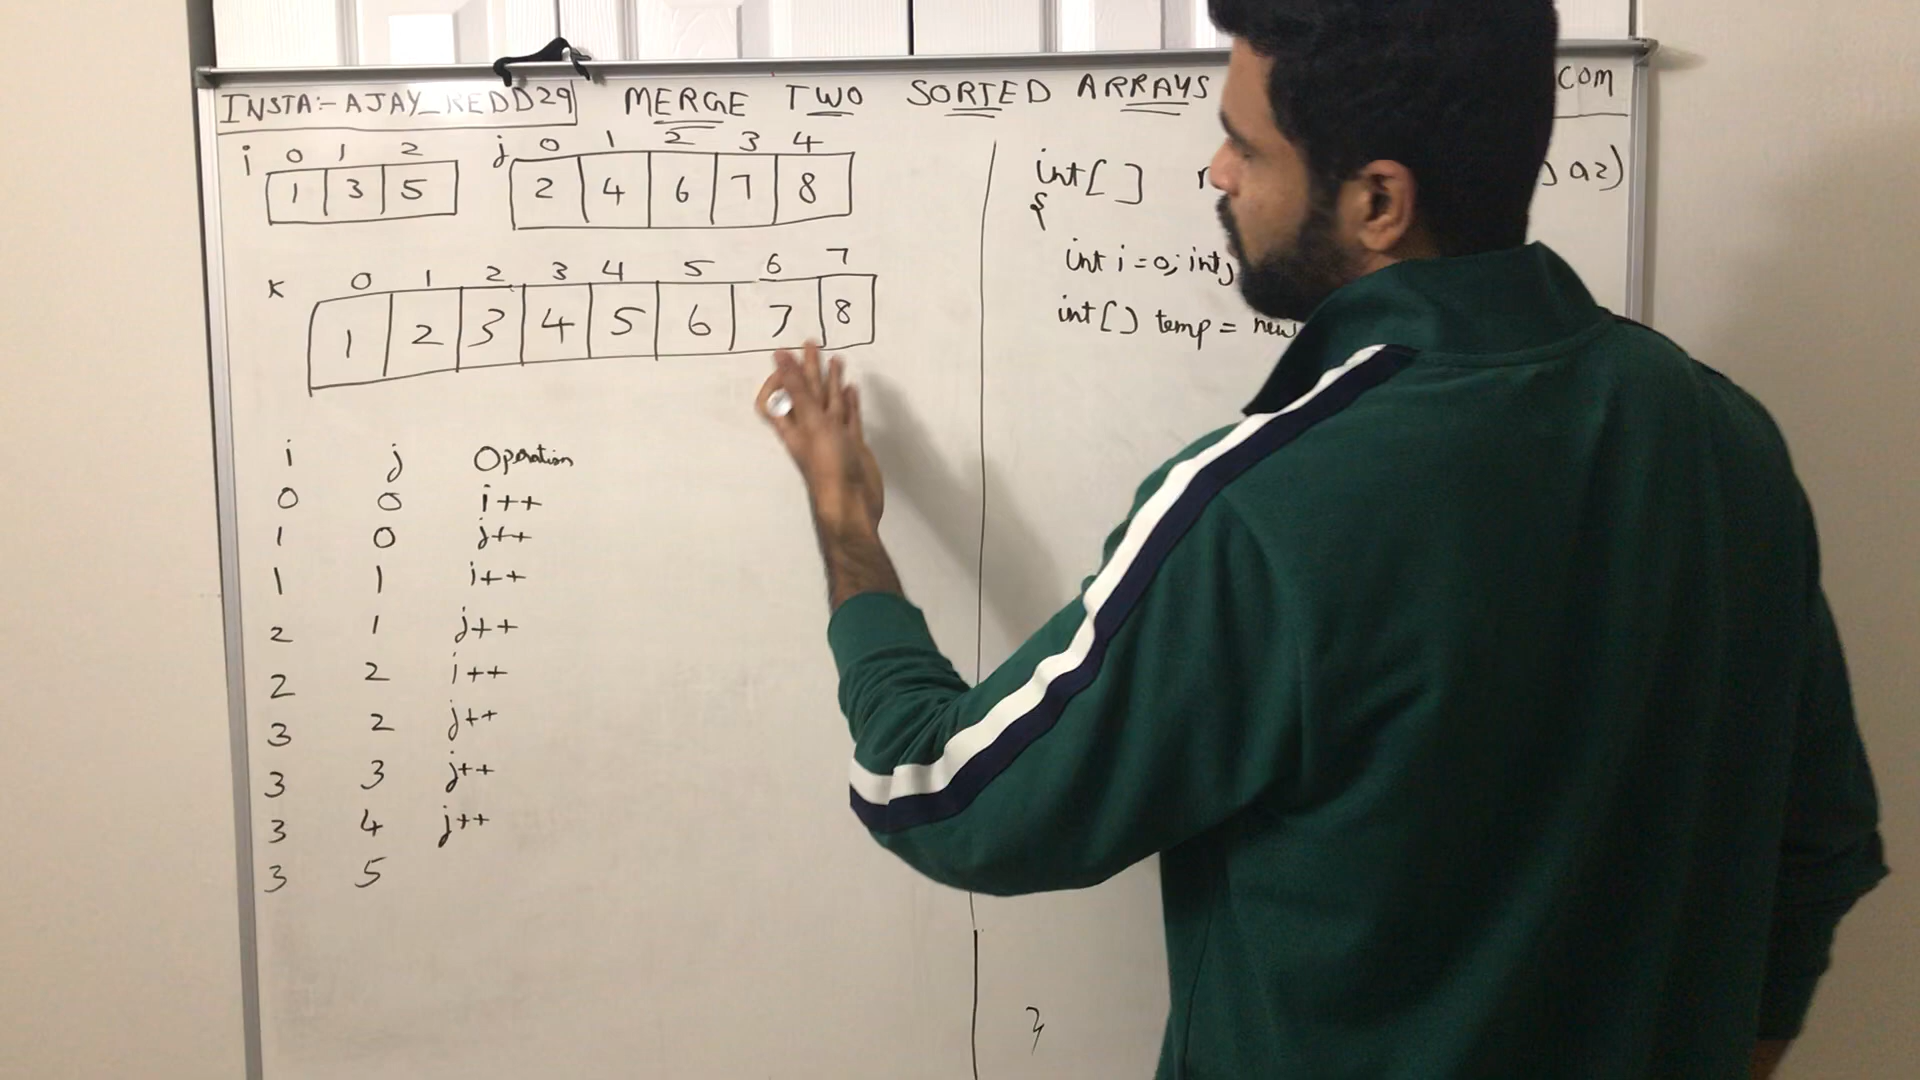 INSTA:- AJAY_REDD29
MERGE TWO SORTED ARRAYS
COM
i 0 1 2
1 3 5
j 0 1 2 3 4
2 4 6 7 8
K 0 1 2 3 4 5 6 7
1 2 3 4 5 6 7 8
i j Operation
0 0 i++
1 0 j++
1 1 i++
2 1 j++
2 2 i++
3 2 j++
3 3 j++
3 4 j++
3 5
int[] a2)
{
int i=0; int j
int[] temp = new
}